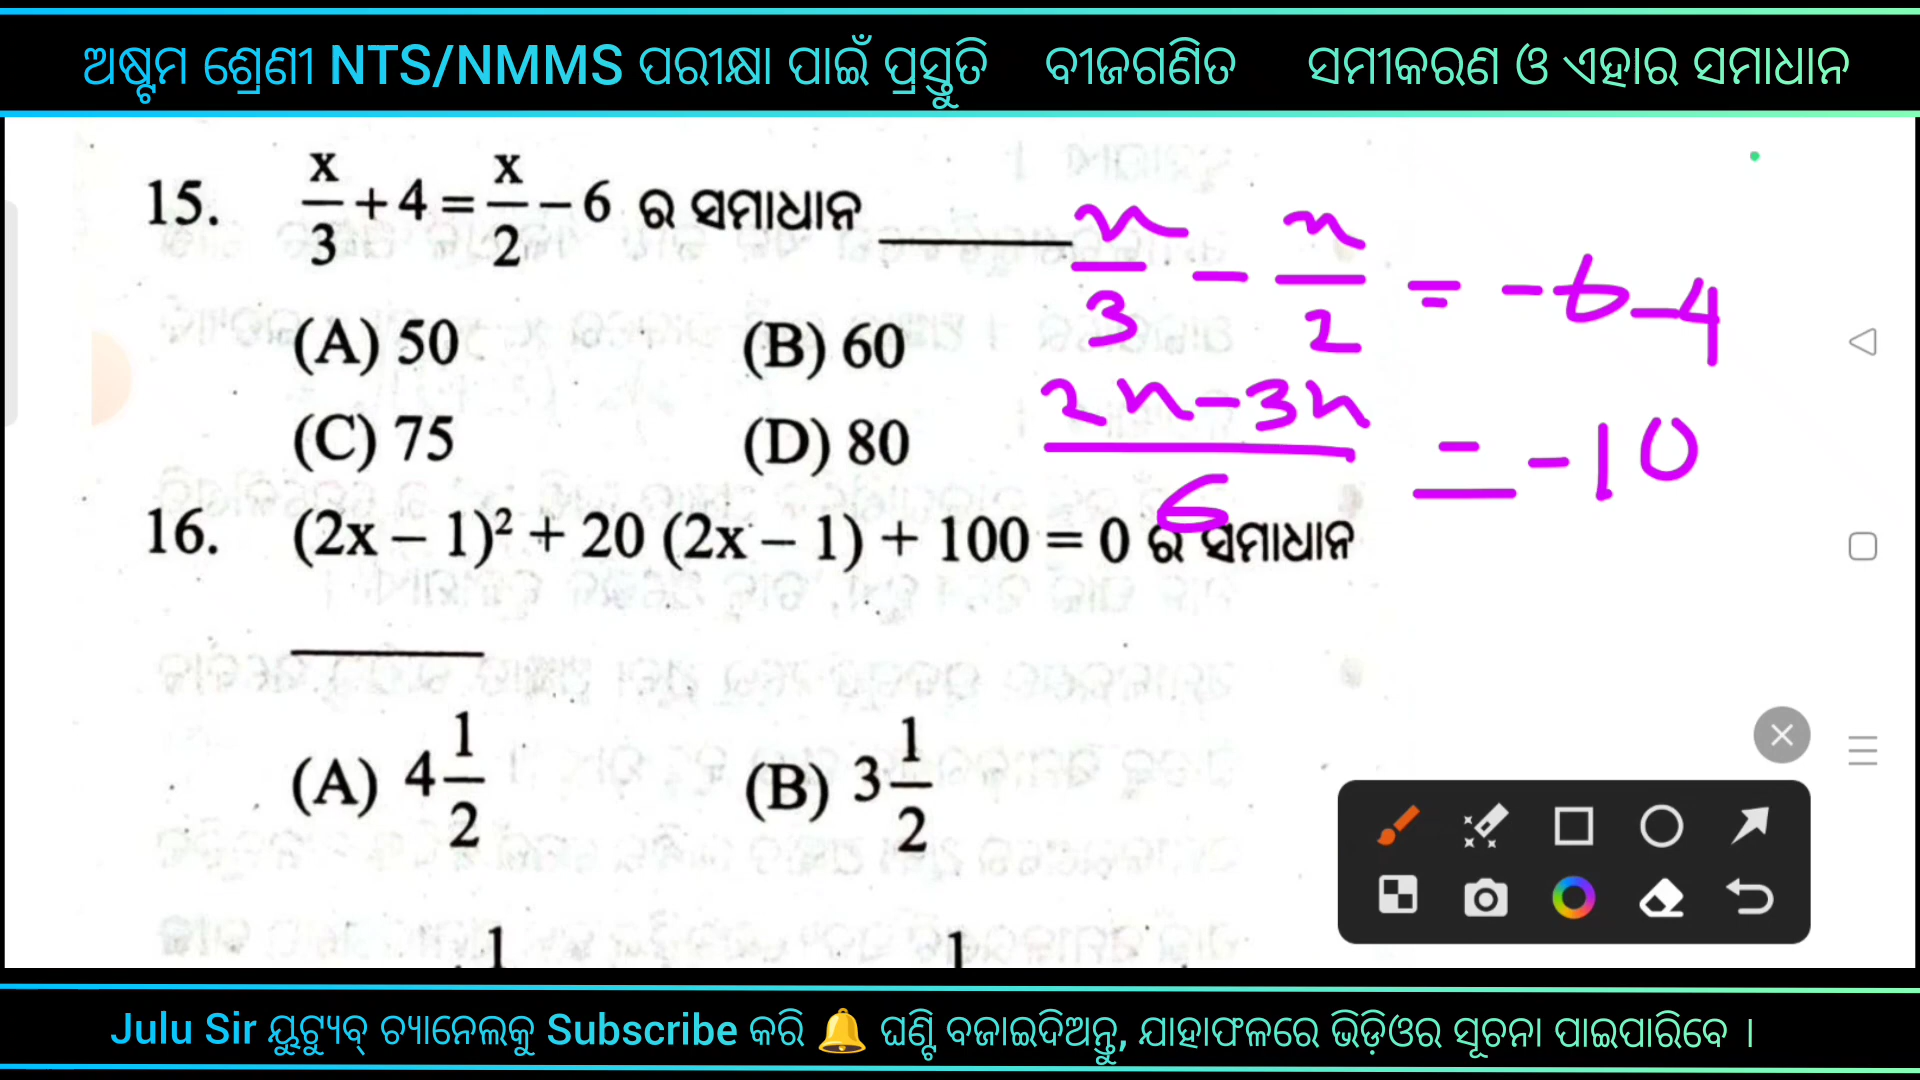 ଅଷ୍ଟମ ଶ୍ରେଣୀ NTS/NMMS ପରୀକ୍ଷା ପାଇଁ ପ୍ରସ୍ତୁତି ବୀଜଗଣିତ ସମୀକରଣ ଓ ଏହାର ସମାଧାନ
15. x/3 + 4 = x/2 − 6 ର ସମାଧାନ ______
x/3 − x/2 = −6−4
(A) 50 (B) 60
(2x−3x)/6 = −10
(C) 75 (D) 80
16. (2x − 1)² + 20 (2x − 1) + 100 = 0 ର ସମାଧାନ
______
(A) 4 1/2 (B) 3 1/2
1 1
Julu Sir ୟୁଟ୍ୟୁବ୍ ଚ୍ୟାନେଲକୁ Subscribe କରି 🔔 ଘଣ୍ଟି ବଜାଇଦିଅନ୍ତୁ, ଯାହାଫଳରେ ଭିଡ଼ିଓର ସୂଚନା ପାଇପାରିବେ ।